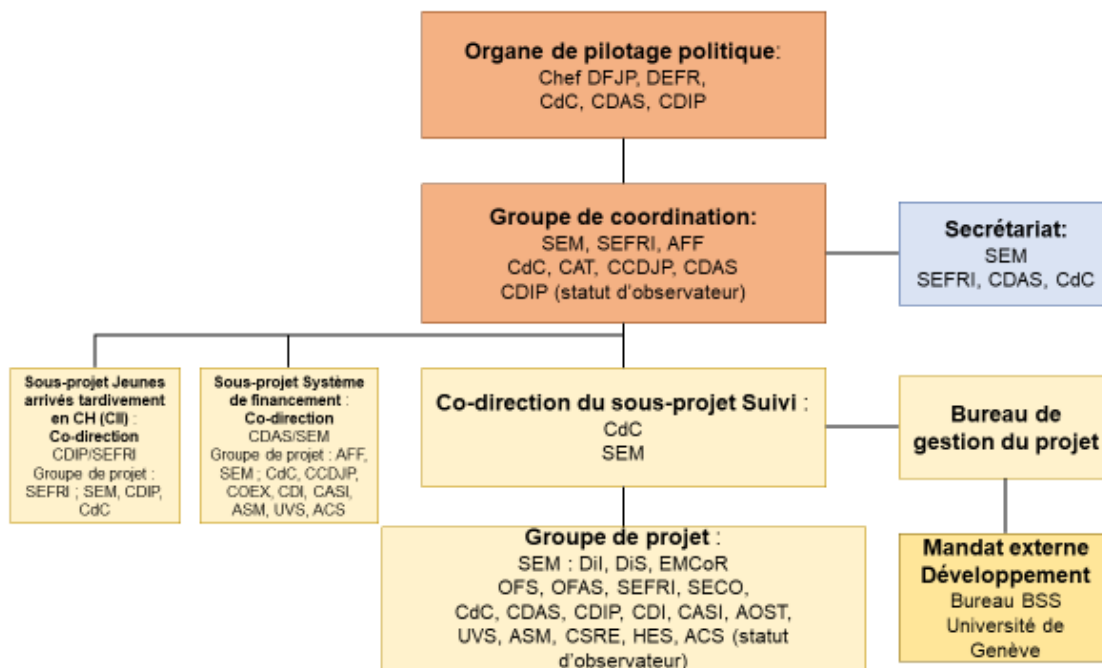 Organe de pilotage politique:
Chef DFJP, DEFR,
CdC, CDAS, CDIP
Groupe de coordination:
SEM, SEFRI, AFF
CdC, CAT, CCDJP, CDAS
CDIP (statut d'observateur)
Secrétariat:
SEM
SEFRI, CDAS, CdC
Sous-projet Jeunes
arrivés tardivement
en CH (CII) :
Co-direction
CDIP/SEFRI
Groupe de projet :
SEFRI ; SEM, CDIP,
CdC
Sous-projet Système
de financement :
Co-direction
CDAS/SEM
Groupe de projet : AFF,
SEM ; CdC, CCDJP,
COEX, CDI, CASI,
ASM, UVS, ACS
Co-direction du sous-projet Suivi :
CdC
SEM
Bureau de
gestion du projet
Groupe de projet :
SEM : DiI, DiS, EMCoR
OFS, OFAS, SEFRI, SECO,
CdC, CDAS, CDIP, CDI, CASI, AOST,
UVS, ASM, CSRE, HES, ACS (statut
d'observateur)
Mandat externe
Développement
Bureau BSS
Université de
Genève